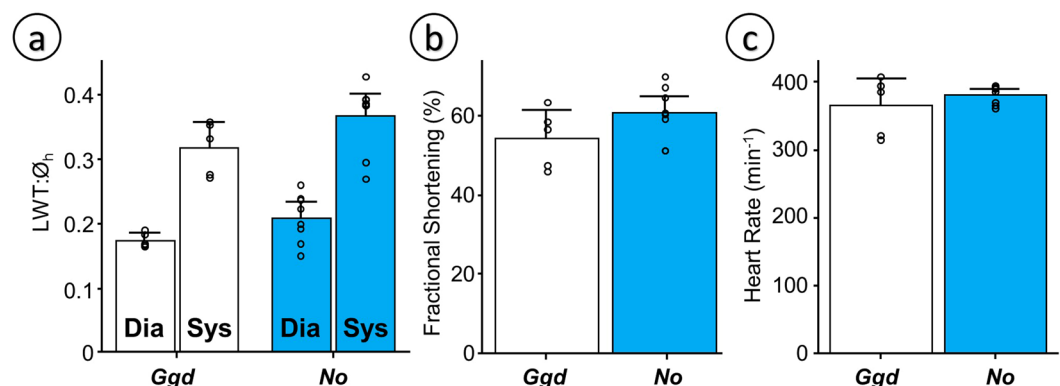 a
b
c
LWT:Øh
0.4
0.3
0.2
0.1
0
Dia Sys Dia Sys
Ggd No
Fractional Shortening (%)
60
40
20
0
Ggd No
Heart Rate (min-1)
400
300
200
100
0
Ggd No